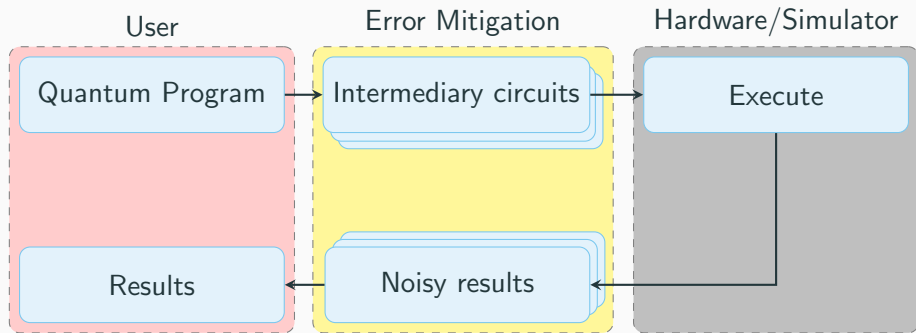 User
Error Mitigation
Hardware/Simulator
Quantum Program
Intermediary circuits
Execute
Results
Noisy results